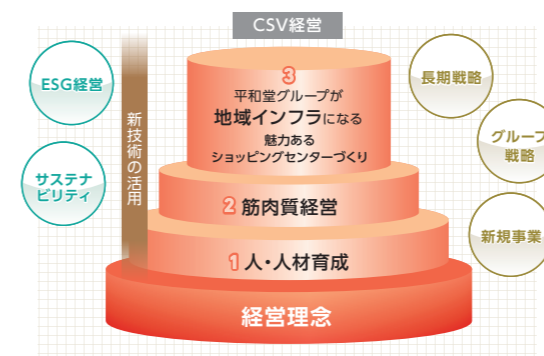 CSV経営
ESG経営
サステナ
ビリティ
新技術の活用
3
平和堂グループが
地域インフラになる
魅力ある
ショッピングセンターづくり
2 筋肉質経営
1 人・人材育成
経営理念
長期戦略
グループ
戦略
新規事業